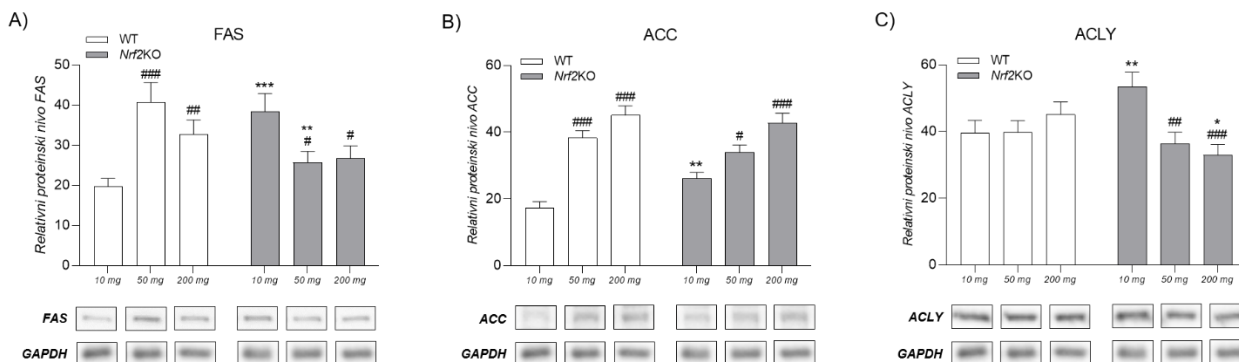 A)
FAS
WT
Nrf2KO
Relativni proteinski nivo FAS
50
40
30
20
10
0
###
##
***
**
#
#
10 mg
50 mg
200 mg
10 mg
50 mg
200 mg
FAS
GAPDH
B)
ACC
WT
Nrf2KO
Relativni proteinski nivo ACC
60
40
20
0
###
###
**
#
###
10 mg
50 mg
200 mg
10 mg
50 mg
200 mg
ACC
GAPDH
C)
ACLY
WT
Nrf2KO
Relativni proteinski nivo ACLY
60
40
20
0
**
##
*
###
10 mg
50 mg
200 mg
10 mg
50 mg
200 mg
ACLY
GAPDH